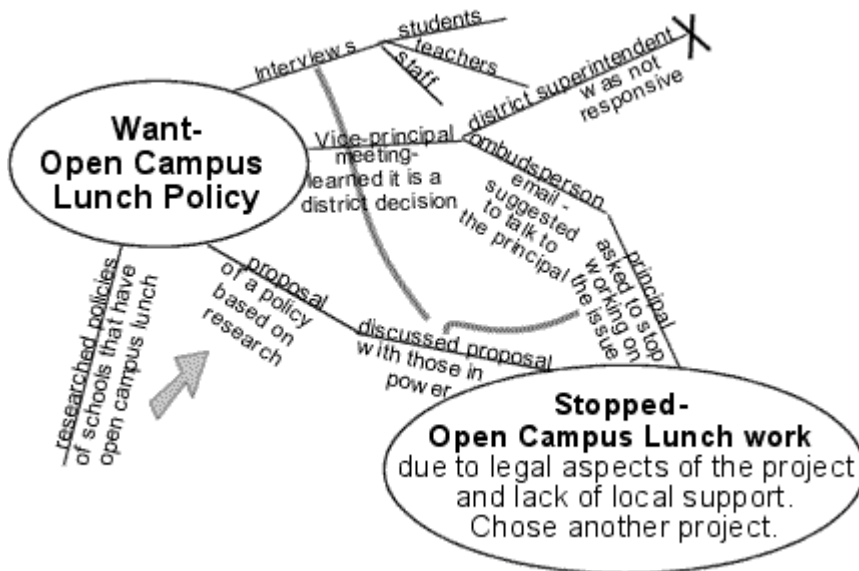 Interviews
students
teachers
staff
district superintendent
was not
responsive
Want-
Open Campus
Lunch Policy
Vice-principal
meeting-
learned it is a
district decision
ombudsperson
email -
suggested
to talk to
the principal
principal
asked to stop
working on
the issue
researched policies
of schools that have
open campus lunch
proposal
of a policy
based on
research
discussed proposal
with those in
power
Stopped-
Open Campus Lunch work
due to legal aspects of the project
and lack of local support.
Chose another project.